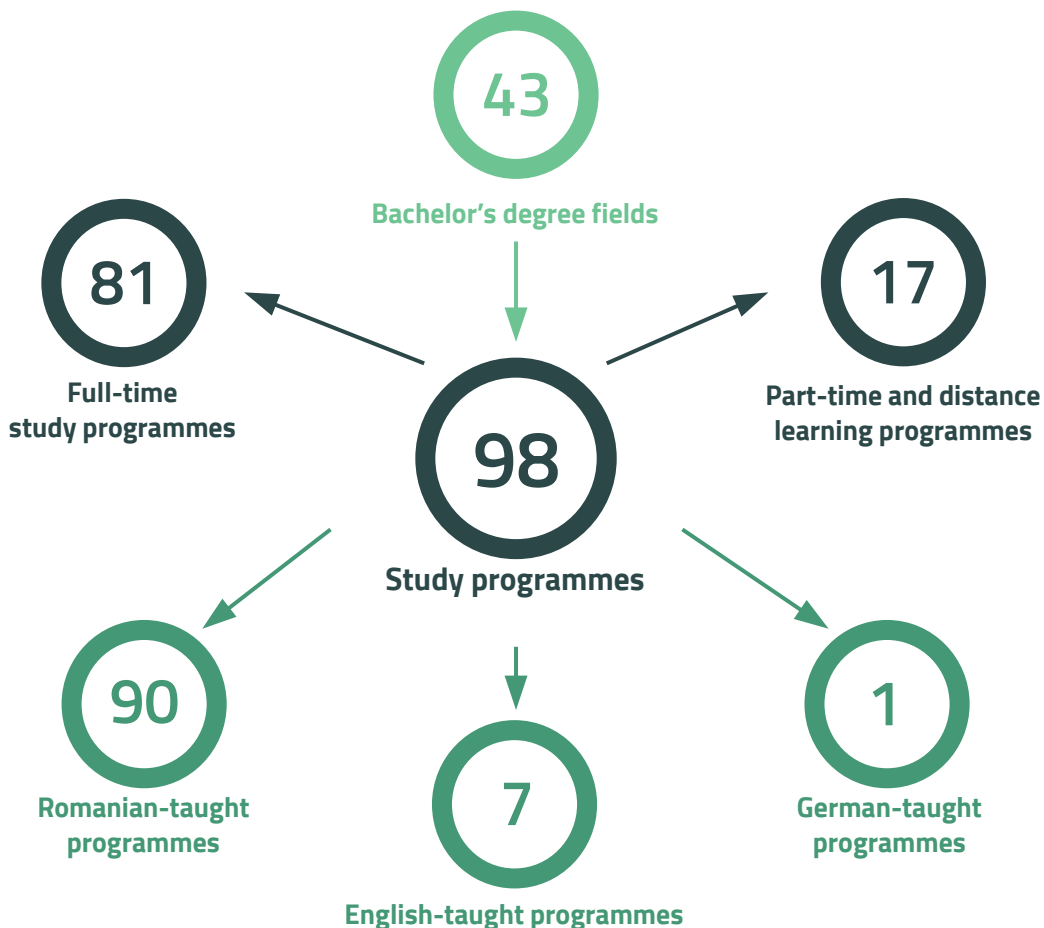 43
Bachelor's degree fields
81
Full-time
study programmes
17
Part-time and distance
learning programmes
98
Study programmes
90
Romanian-taught
programmes
7
English-taught programmes
1
German-taught
programmes